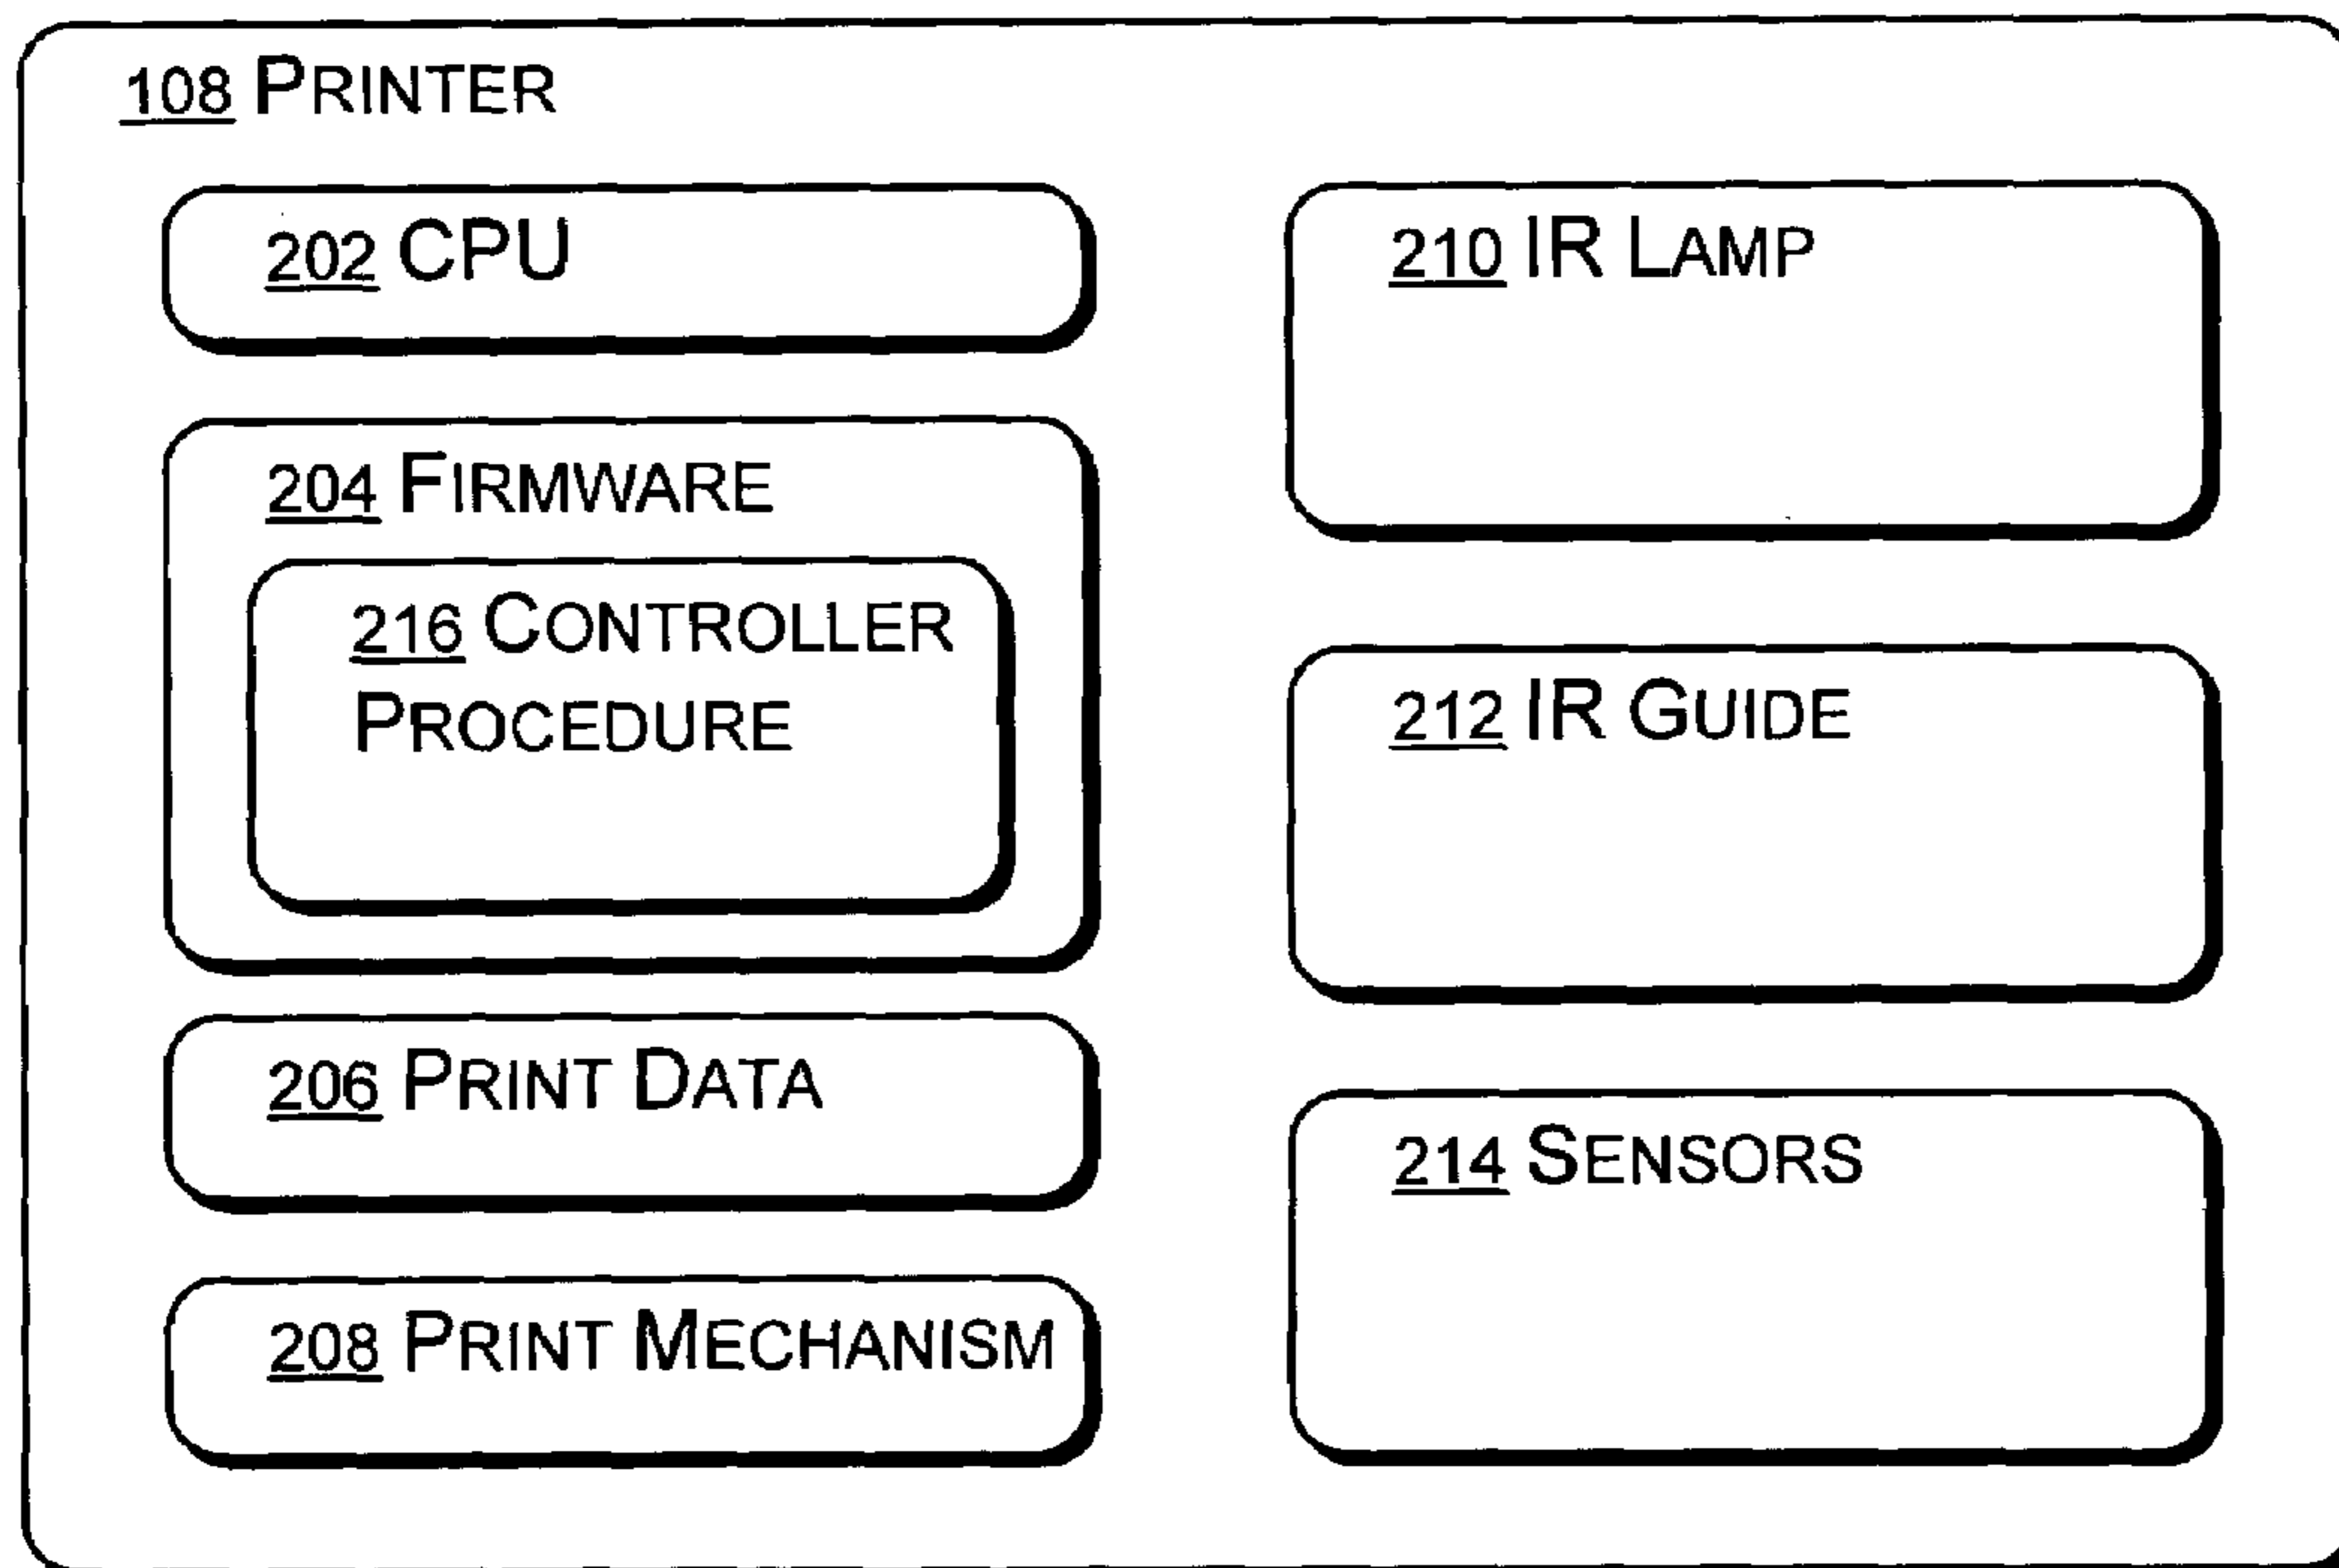 108 PRINTER
202 CPU
204 FIRMWARE
216 CONTROLLER
PROCEDURE
206 PRINT DATA
208 PRINT MECHANISM
210 IR LAMP
212 IR GUIDE
214 SENSORS